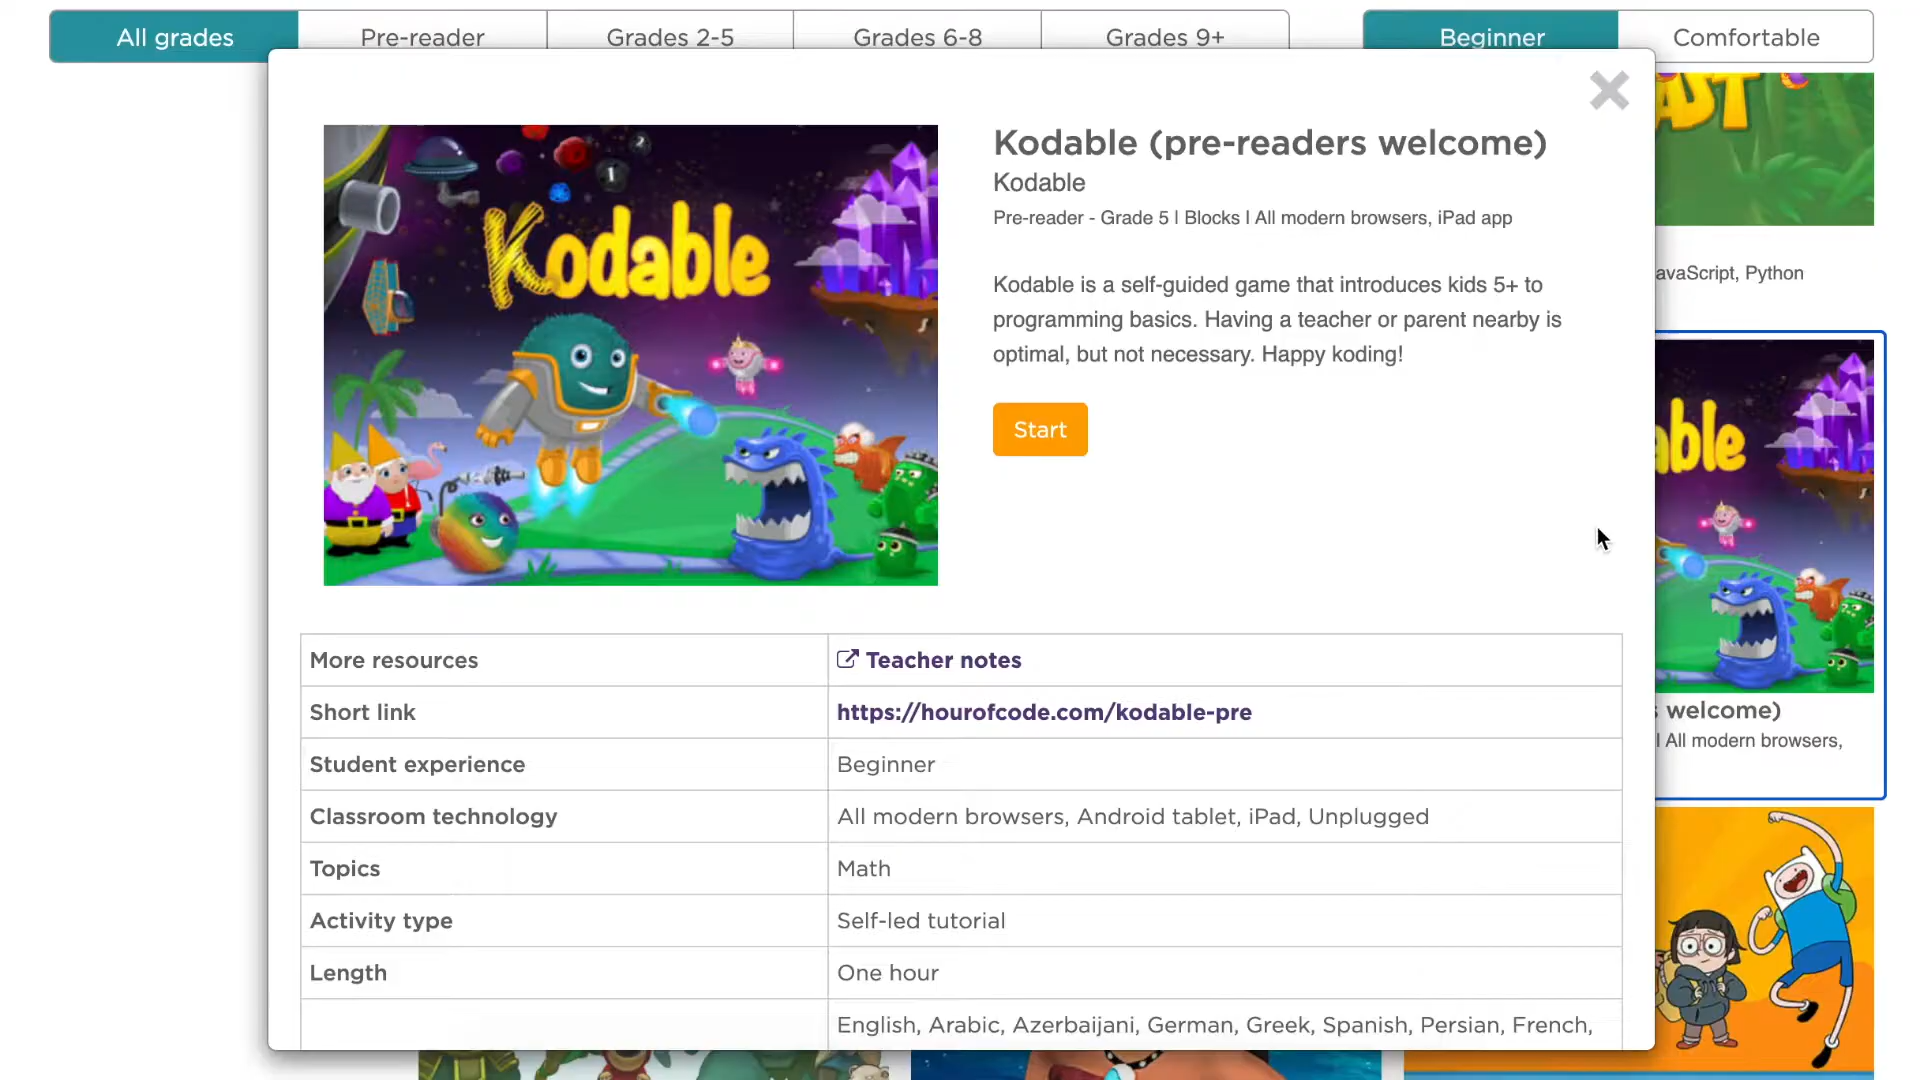 All grades
Pre-reader
Grades 2-5
Grades 6-8
Grades 9+
Beginner
Comfortable
Kodable
1
2
Kodable (pre-readers welcome)
Kodable
Pre-reader - Grade 5 | Blocks | All modern browsers, iPad app
Kodable is a self-guided game that introduces kids 5+ to
programming basics. Having a teacher or parent nearby is
optimal, but not necessary. Happy koding!
Start
More resources
Teacher notes
Short link
https://hourofcode.com/kodable-pre
Student experience
Beginner
Classroom technology
All modern browsers, Android tablet, iPad, Unplugged
Topics
Math
Activity type
Self-led tutorial
Length
One hour
English, Arabic, Azerbaijani, German, Greek, Spanish, Persian, French,
AST
avaScript, Python
able
s welcome)
| All modern browsers,